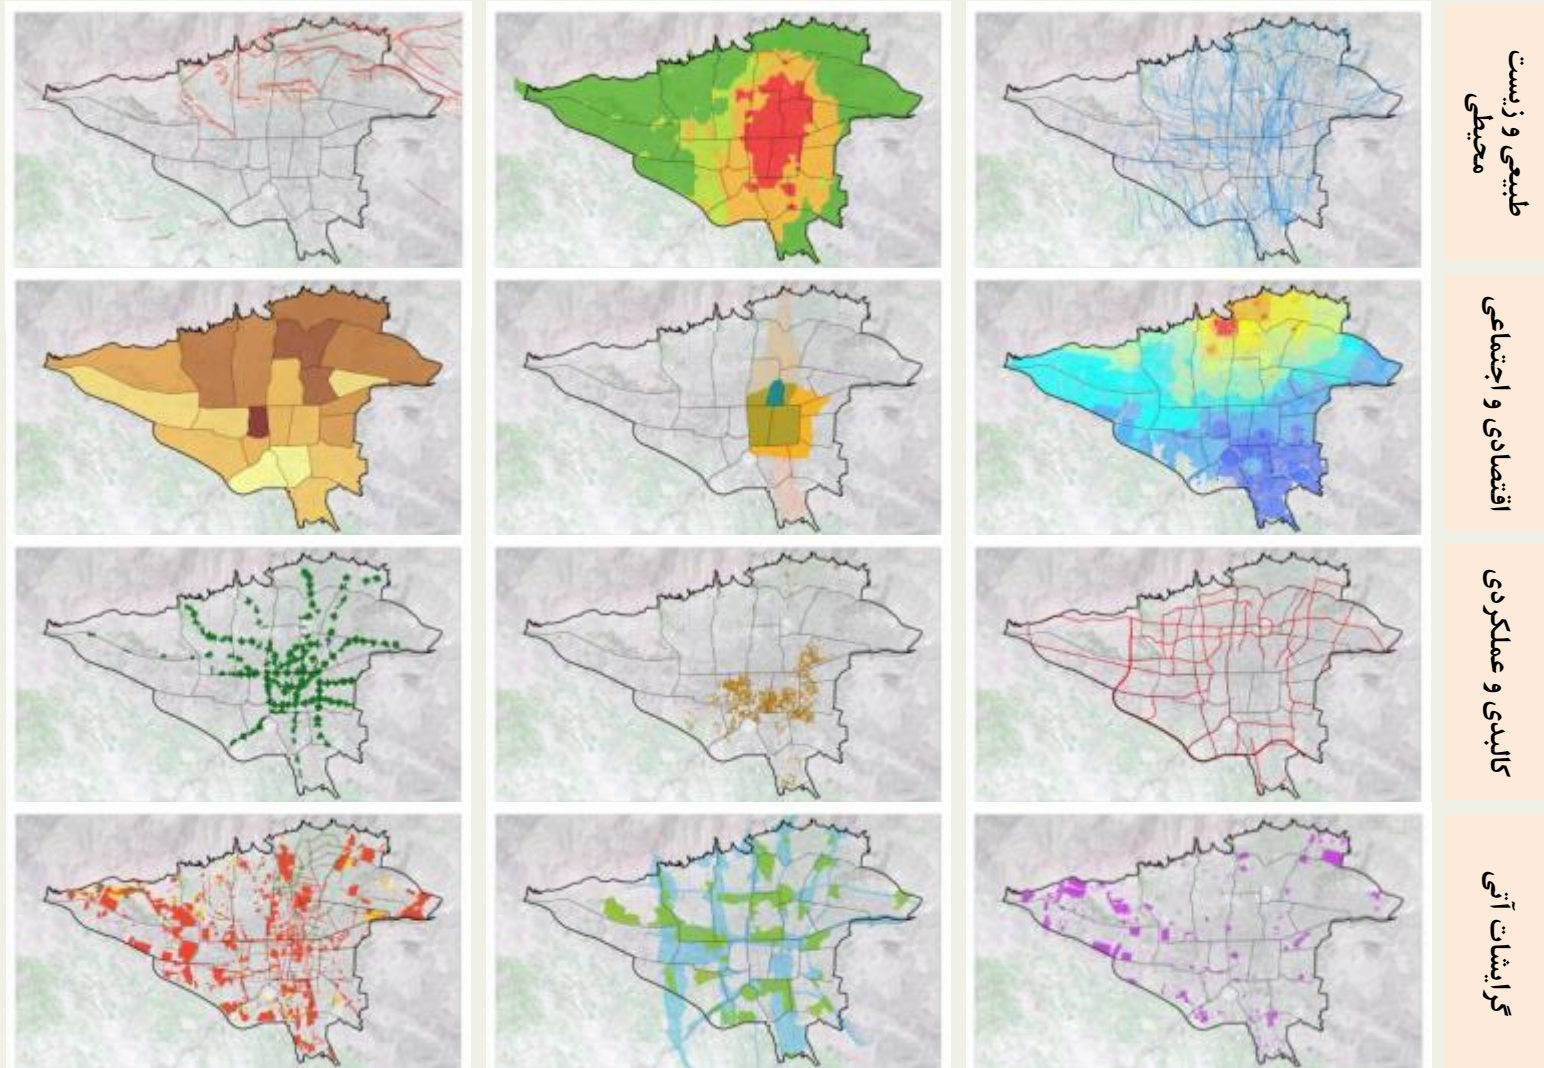 طبیعی و زیست
محیطی
اقتصادی و اجتماعی
کالبدی و عملکردی
گرایشات آتی